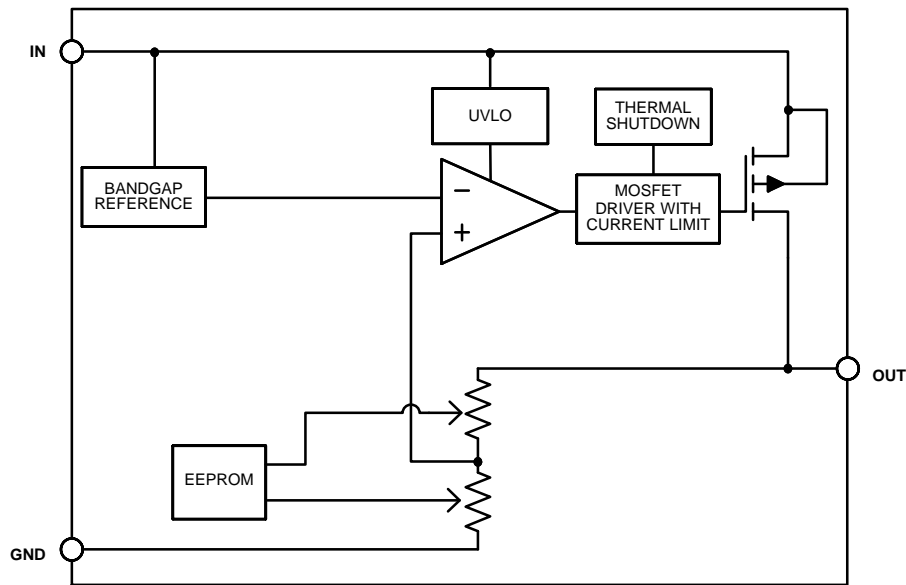 IN
UVLO
THERMAL
SHUTDOWN
BANDGAP
REFERENCE
−
+
MOSFET
DRIVER WITH
CURRENT LIMIT
OUT
EEPROM
GND